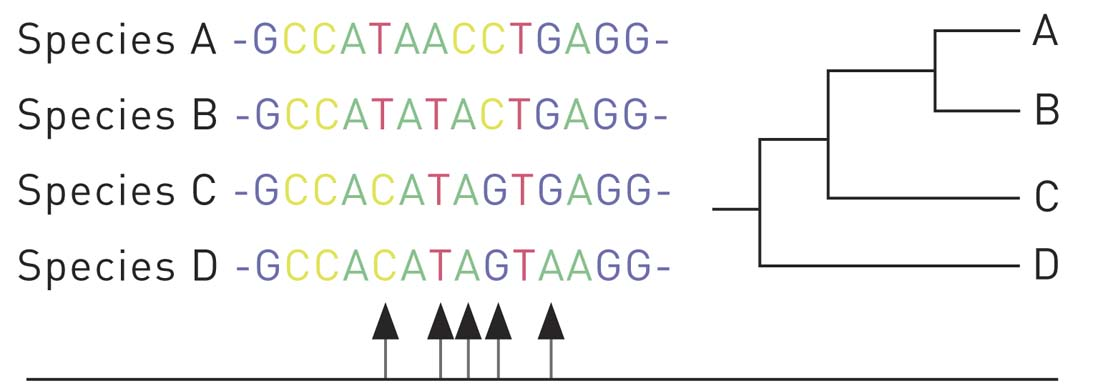 Species A -GCCATAACCTGAGG-
Species B -GCCATATACTGAGG-
Species C -GCCACATAGTGAGG-
Species D -GCCACATAGTAAGG-
A
B
C
D